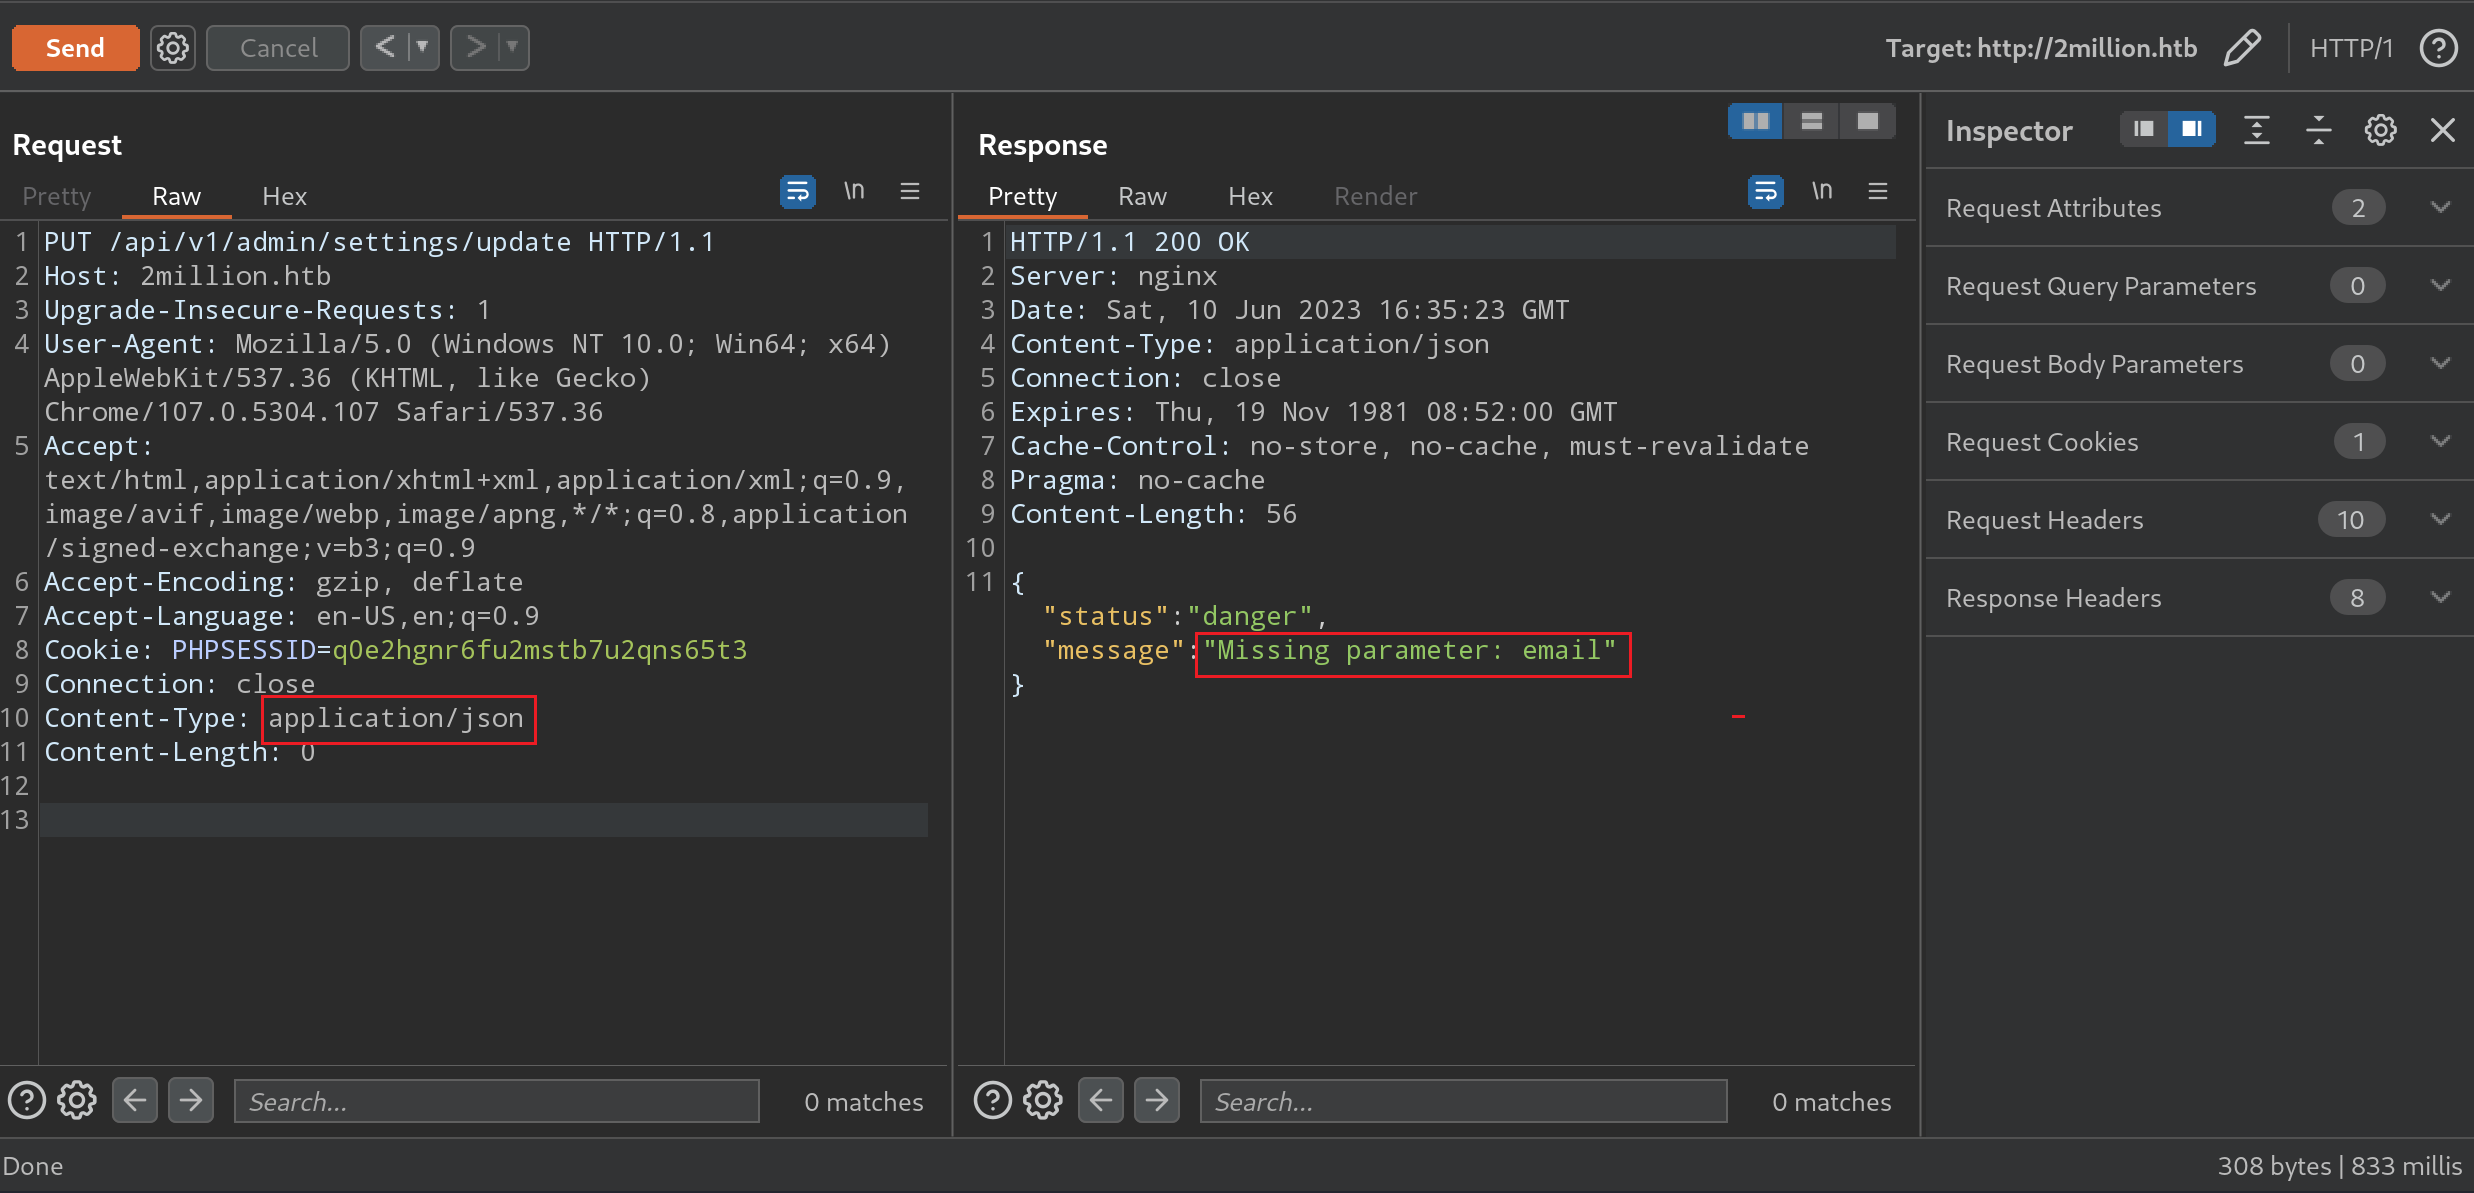 Send
Cancel
Target: http://2million.htb
HTTP/1
Request
Pretty Raw Hex
\n
1 PUT /api/v1/admin/settings/update HTTP/1.1
2 Host: 2million.htb
3 Upgrade-Insecure-Requests: 1
4 User-Agent: Mozilla/5.0 (Windows NT 10.0; Win64; x64)
AppleWebKit/537.36 (KHTML, like Gecko)
Chrome/107.0.5304.107 Safari/537.36
5 Accept:
text/html,application/xhtml+xml,application/xml;q=0.9,
image/avif,image/webp,image/apng,*/*;q=0.8,application
/signed-exchange;v=b3;q=0.9
6 Accept-Encoding: gzip, deflate
7 Accept-Language: en-US,en;q=0.9
8 Cookie: PHPSESSID=q0e2hgnr6fu2mstb7u2qns65t3
9 Connection: close
10 Content-Type: application/json
11 Content-Length: 0
12
13
Search...
0 matches
Response
Pretty Raw Hex Render
\n
1 HTTP/1.1 200 OK
2 Server: nginx
3 Date: Sat, 10 Jun 2023 16:35:23 GMT
4 Content-Type: application/json
5 Connection: close
6 Expires: Thu, 19 Nov 1981 08:52:00 GMT
7 Cache-Control: no-store, no-cache, must-revalidate
8 Pragma: no-cache
9 Content-Length: 56
10
11 {
"status":"danger",
"message":"Missing parameter: email"
}
Search...
0 matches
Inspector
Request Attributes 2
Request Query Parameters 0
Request Body Parameters 0
Request Cookies 1
Request Headers 10
Response Headers 8
Done
308 bytes | 833 millis